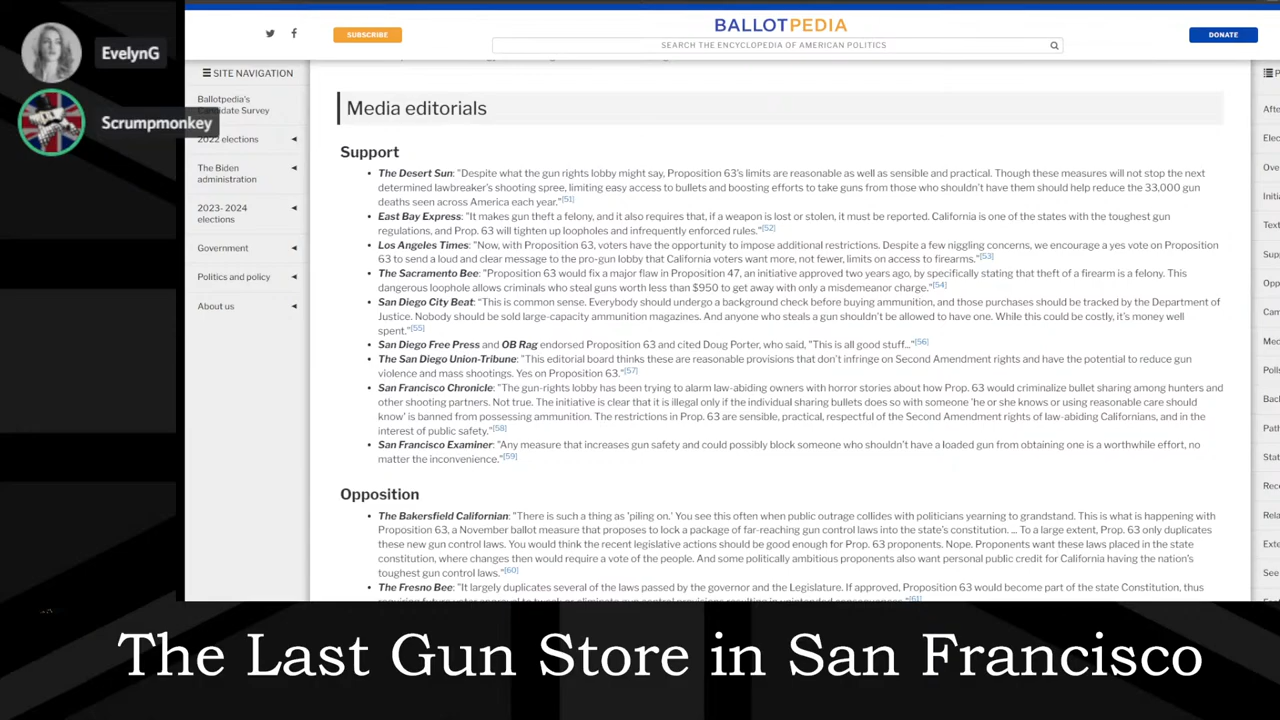 EvelynG
Scrumpmonkey
BALLOTPEDIA
SUBSCRIBE
SEARCH THE ENCYCLOPEDIA OF AMERICAN POLITICS
DONATE
SITE NAVIGATION
Ballotpedia's
Candidate Survey
2022 elections
The Biden
administration
2023- 2024
elections
Government
Politics and policy
About us
Media editorials
Support
The Desert Sun: "Despite what the gun rights lobby might say, Proposition 63's limits are reasonable as well as sensible and practical. Though these measures will not stop the next
determined lawbreaker's shooting spree, limiting easy access to bullets and boosting efforts to take guns from those who shouldn't have them should help reduce the 33,000 gun
deaths seen across America each year."[51]
East Bay Express: "It makes gun theft a felony, and it also requires that, if a weapon is lost or stolen, it must be reported. California is one of the states with the toughest gun
regulations, and Prop. 63 will tighten up loopholes and infrequently enforced rules."[52]
Los Angeles Times: "Now, with Proposition 63, voters have the opportunity to impose additional restrictions. Despite a few niggling concerns, we encourage a yes vote on Proposition
63 to send a loud and clear message to the pro-gun lobby that California voters want more, not fewer, limits on access to firearms."[53]
The Sacramento Bee: "Proposition 63 would fix a major flaw in Proposition 47, an initiative approved two years ago, by specifically stating that theft of a firearm is a felony. This
dangerous loophole allows criminals who steal guns worth less than $950 to get away with only a misdemeanor charge."[54]
San Diego City Beat: "This is common sense. Everybody should undergo a background check before buying ammunition, and those purchases should be tracked by the Department of
Justice. Nobody should be sold large-capacity ammunition magazines. And anyone who steals a gun shouldn't be allowed to have one. While this could be costly, it's money well
spent."[55]
San Diego Free Press and OB Rag endorsed Proposition 63 and cited Doug Porter, who said, "This is all good stuff..."[56]
The San Diego Union-Tribune: "This editorial board thinks these are reasonable provisions that don't infringe on Second Amendment rights and have the potential to reduce gun
violence and mass shootings. Yes on Proposition 63."[57]
San Francisco Chronicle: "The gun-rights lobby has been trying to alarm law-abiding owners with horror stories about how Prop. 63 would criminalize bullet sharing among hunters and
other shooting partners. Not true. The initiative is clear that it is illegal only if the individual sharing bullets does so with someone 'he or she knows or using reasonable care should
know' is banned from possessing ammunition. The restrictions in Prop. 63 are sensible, practical, respectful of the Second Amendment rights of law-abiding Californians, and in the
interest of public safety."[58]
San Francisco Examiner: "Any measure that increases gun safety and could possibly block someone who shouldn't have a loaded gun from obtaining one is a worthwhile effort, no
matter the inconvenience."[59]
Opposition
The Bakersfield Californian: "There is such a thing as 'piling on.' You see this often when public outrage collides with politicians yearning to grandstand. This is what is happening with
Proposition 63, a November ballot measure that proposes to lock a package of far-reaching gun control laws into the state's constitution. ... To a large extent, Prop. 63 only duplicates
these new gun control laws. You would think the recent legislative actions should be good enough for Prop. 63 proponents. Nope. Proponents want these laws placed in the state
constitution, where changes then would require a vote of the people. And some politically ambitious proponents also want personal public credit for California having the nation's
toughest gun control laws."[60]
The Fresno Bee: "It largely duplicates several of the laws passed by the governor and the Legislature. If approved, Proposition 63 would become part of the state Constitution, thus
The Last Gun Store in San Francisco